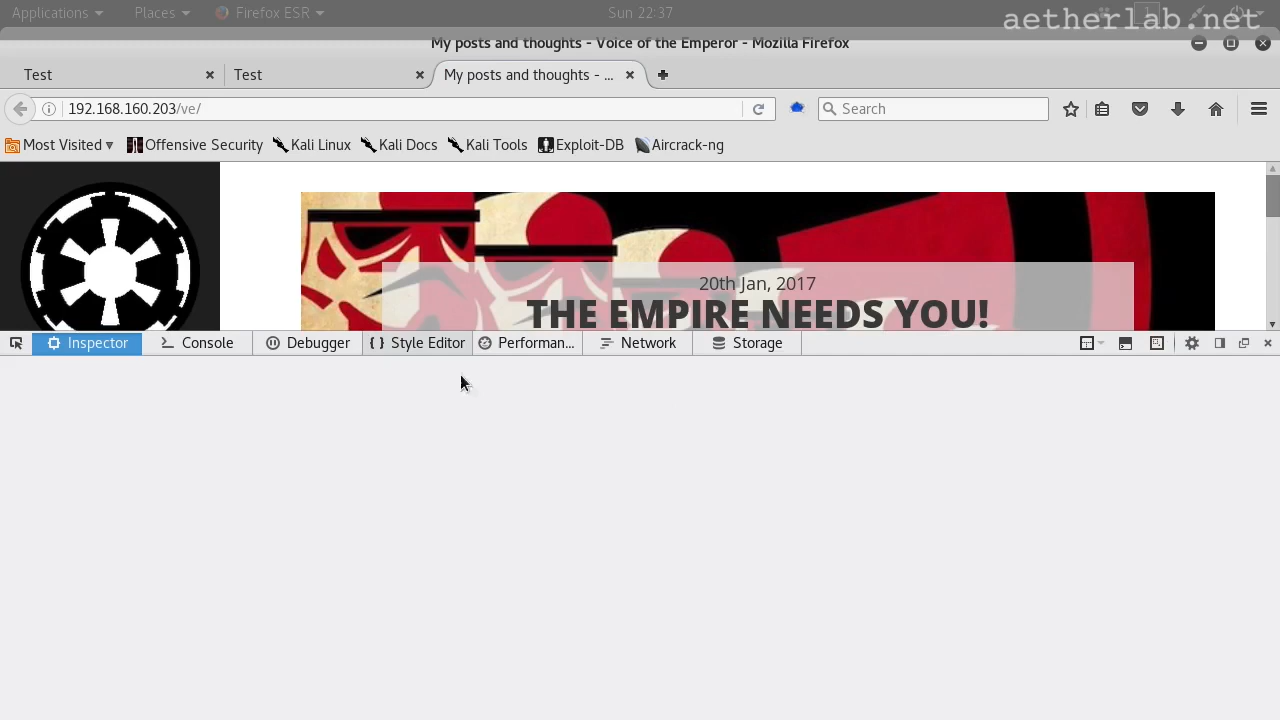 Applications Places Firefox ESR Sun 22:37 1
aetherlab.net
My posts and thoughts - Voice of the Emperor - Mozilla Firefox
Test Test My posts and thoughts - ...
192.168.160.203/ve/ Search
Most Visited Offensive Security Kali Linux Kali Docs Kali Tools Exploit-DB Aircrack-ng
20th Jan, 2017
THE EMPIRE NEEDS YOU!
Inspector Console Debugger Style Editor Performan... Network Storage